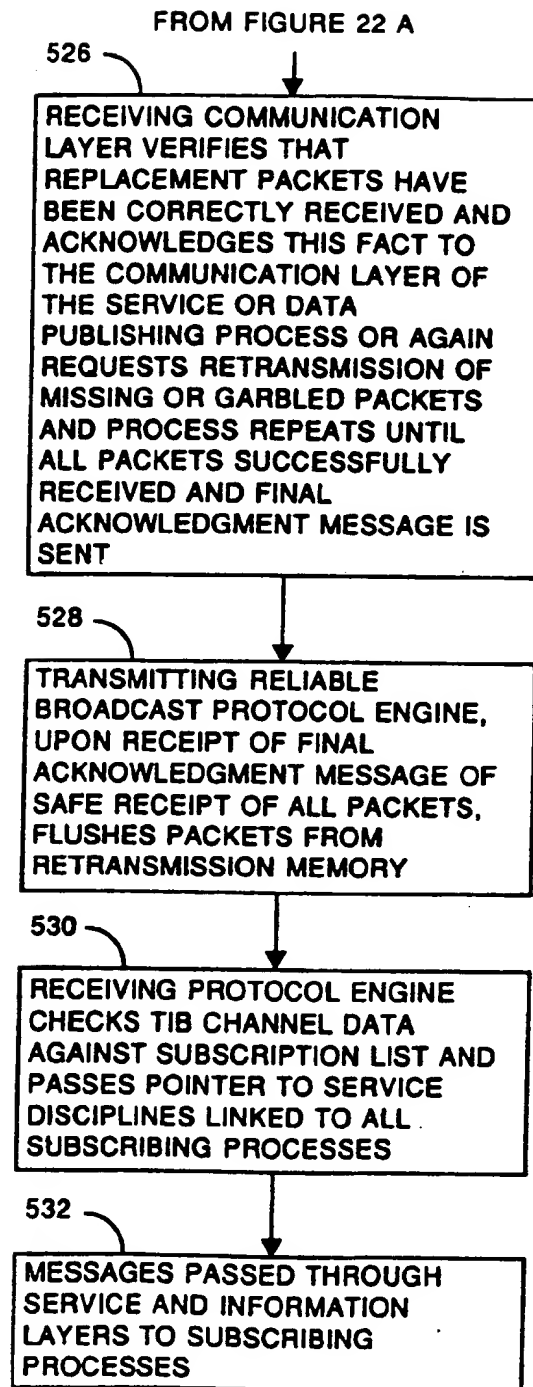 FROM FIGURE 22 A
526
RECEIVING COMMUNICATION
LAYER VERIFIES THAT
REPLACEMENT PACKETS HAVE
BEEN CORRECTLY RECEIVED AND
ACKNOWLEDGES THIS FACT TO
THE COMMUNICATION LAYER OF
THE SERVICE OR DATA
PUBLISHING PROCESS OR AGAIN
REQUESTS RETRANSMISSION OF
MISSING OR GARBLED PACKETS
AND PROCESS REPEATS UNTIL
ALL PACKETS SUCCESSFULLY
RECEIVED AND FINAL
ACKNOWLEDGMENT MESSAGE IS
SENT
528
TRANSMITTING RELIABLE
BROADCAST PROTOCOL ENGINE,
UPON RECEIPT OF FINAL
ACKNOWLEDGMENT MESSAGE OF
SAFE RECEIPT OF ALL PACKETS,
FLUSHES PACKETS FROM
RETRANSMISSION MEMORY
530
RECEIVING PROTOCOL ENGINE
CHECKS TIB CHANNEL DATA
AGAINST SUBSCRIPTION LIST AND
PASSES POINTER TO SERVICE
DISCIPLINES LINKED TO ALL
SUBSCRIBING PROCESSES
532
MESSAGES PASSED THROUGH
SERVICE AND INFORMATION
LAYERS TO SUBSCRIBING
PROCESSES